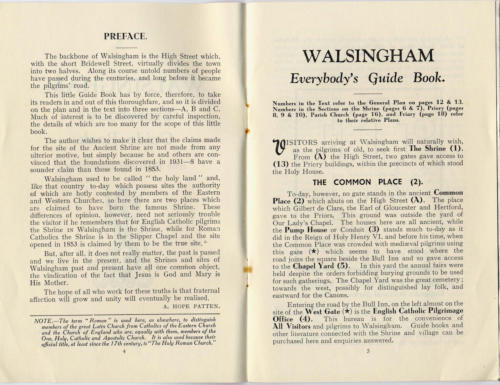 PREFACE.
The backbone of Walsingham is the High Street which,
with the short Bridewell Street, virtually divides the town
into two halves. Along its course untold numbers of people
have passed during the centuries, and long before it became
the pilgrims' road.
This little Guide Book has by force, therefore, to take
its readers in and out of this thoroughfare, and so it is divided
on the plan and in the text into three sections—A, B and C.
Much of interest is to be discovered by careful inspection,
the details of which are too many for the scope of this little
book.
The author wishes to make it clear that the claims made
for the site of the Ancient Shrine are not made from any
ulterior motive, but simply because he and others are con-
vinced that the foundations discovered in 1931—8 have a
sounder claim than those found in 1853.
Walsingham used to be called "the holy land" and,
like that country to-day which possess sites the authority
of which are hotly contested by members of the Eastern
and Western Churches, so here there are two places which
are claimed to have been the famous Shrine. These
differences of opinion, however, need not seriously trouble
the visitor if he remembers that for English Catholic pilgrims
the Shrine in Walsingham is the Shrine, while for Roman
Catholics the Shrine is in the Slipper Chapel and the site
opened in 1853 is claimed by them to be the true site.*
But, after all, it does not really matter, the past is passed
and we live in the present, and the Shrines and sites of
Walsingham past and present have all one common object,
the vindication of the fact that Jesus is God and Mary is
His Mother.
The hope of all who work for these truths is that fraternal
affection will grow and unity will eventually be realised.
A. HOPE PATTEN.
NOTE.—The term "Roman" is used here, as elsewhere, to distinguish
members of the great Latin Church from Catholics of the Eastern Church
and the Church of England who are, equally with them, members of the
One, Holy, Catholic and Apostolic Church. It is also used because their
official title, at least since the 17th century, is "The Holy Roman Church."
4
WALSINGHAM
Everybody's Guide Book.
Numbers in the Text refer to the General Plan on pages 12 & 13.
Numbers in the Sections on the Shrine (pages 6 & 7), Priory (pages
8, 9 & 10), Parish Church (page 16), and Friary (page 18) refer
to their relative Plans.
VISITORS arriving at Walsingham will naturally wish,
as the pilgrims of old, to seek first The Shrine (1).
From (A) the High Street, two gates gave access to
(13) the Priory buildings, within the precincts of which stood
the Holy House.
THE COMMON PLACE (2).
To-day, however, no gate stands in the ancient Common
Place (2) which abuts on the High Street (A). The place
which Gilbert de Clare, the Earl of Gloucester and Hertford,
gave to the Priors. This ground was outside the yard of
Our Lady's Chapel. The houses here are all ancient, while
the Pump House or Conduit (3) stands much to-day as it
did in the Reign of Holy Henry VI. and before his time, when
the Common Place was crowded with mediæval pilgrims using
this gate (★) which seems to have stood where the
road joins the square beside the Bull Inn and so gave access
to the Chapel Yard (5). In this yard the annual fairs were
held despite the orders forbidding burying grounds to be used
for such gatherings. The Chapel Yard was the great cemetery;
towards the west, possibly for distinguished lay folk, and
eastward for the Canons.
Entering the road by the Bull Inn, on the left almost on the
site of the West Gate (★) is the English Catholic Pilgrimage
Office (4). This bureau is for the convenience of
All Visitors and pilgrims to Walsingham. Guide books and
other literature connected with the Shrine and village can be
purchased here and enquiries answered.
5